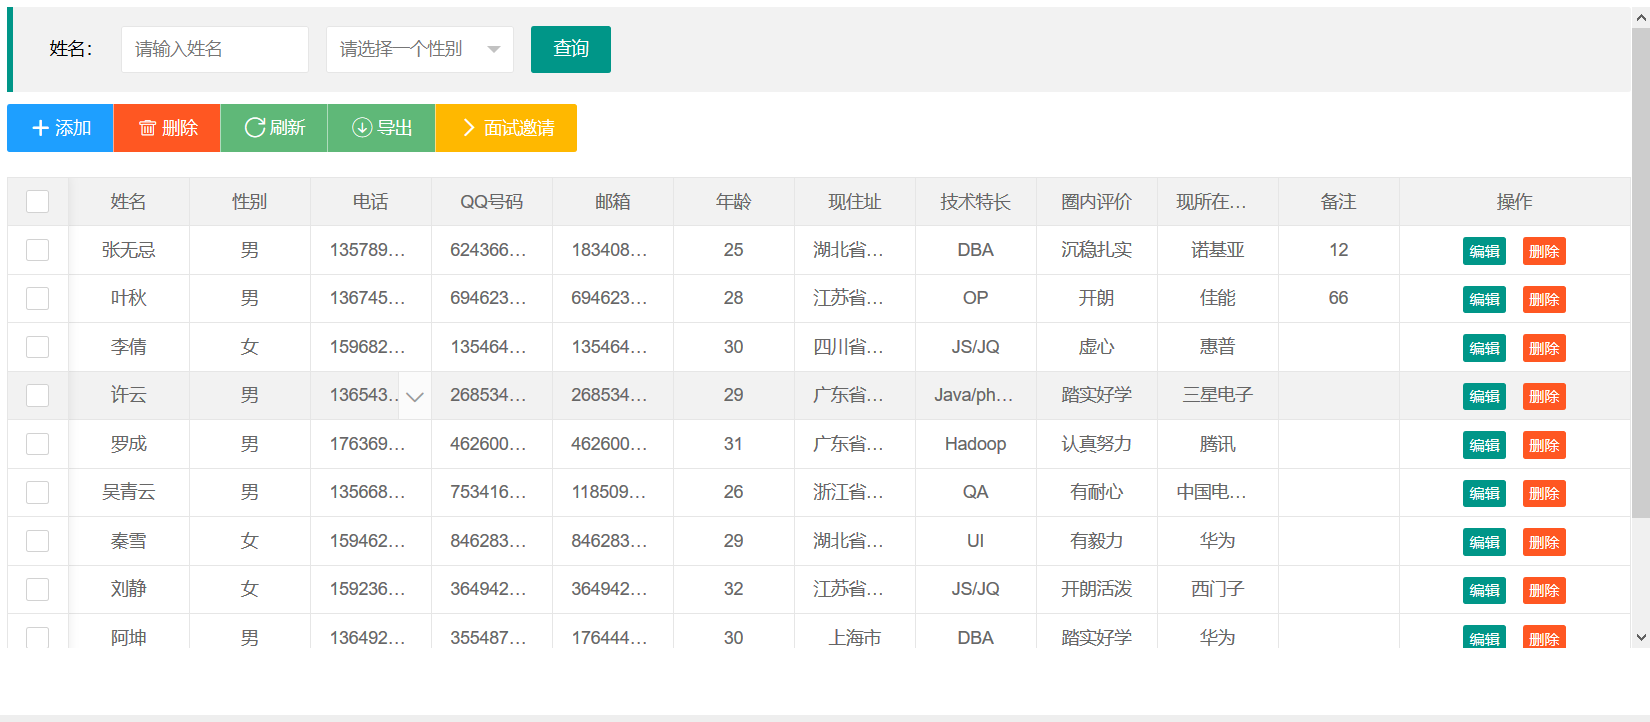 姓名： 请输入姓名 请选择一个性别 查询
添加 删除 刷新 导出 面试邀请
姓名 性别 电话 QQ号码 邮箱 年龄 现住址 技术特长 圈内评价 现所在... 备注 操作
张无忌 男 135789... 624366... 183408... 25 湖北省... DBA 沉稳扎实 诺基亚 12 编辑 删除
叶秋 男 136745... 694623... 694623... 28 江苏省... OP 开朗 佳能 66 编辑 删除
李倩 女 159682... 135464... 135464... 30 四川省... JS/JQ 虚心 惠普 编辑 删除
许云 男 136543.. 268534... 268534... 29 广东省... Java/ph... 踏实好学 三星电子 编辑 删除
罗成 男 176369... 462600... 462600... 31 广东省... Hadoop 认真努力 腾讯 编辑 删除
吴青云 男 135668... 753416... 118509... 26 浙江省... QA 有耐心 中国电... 编辑 删除
秦雪 女 159462... 846283... 846283... 29 湖北省... UI 有毅力 华为 编辑 删除
刘静 女 159236... 364942... 364942... 32 江苏省... JS/JQ 开朗活泼 西门子 编辑 删除
阿坤 男 136492... 355487... 176444... 30 上海市 DBA 踏实好学 华为 编辑 删除